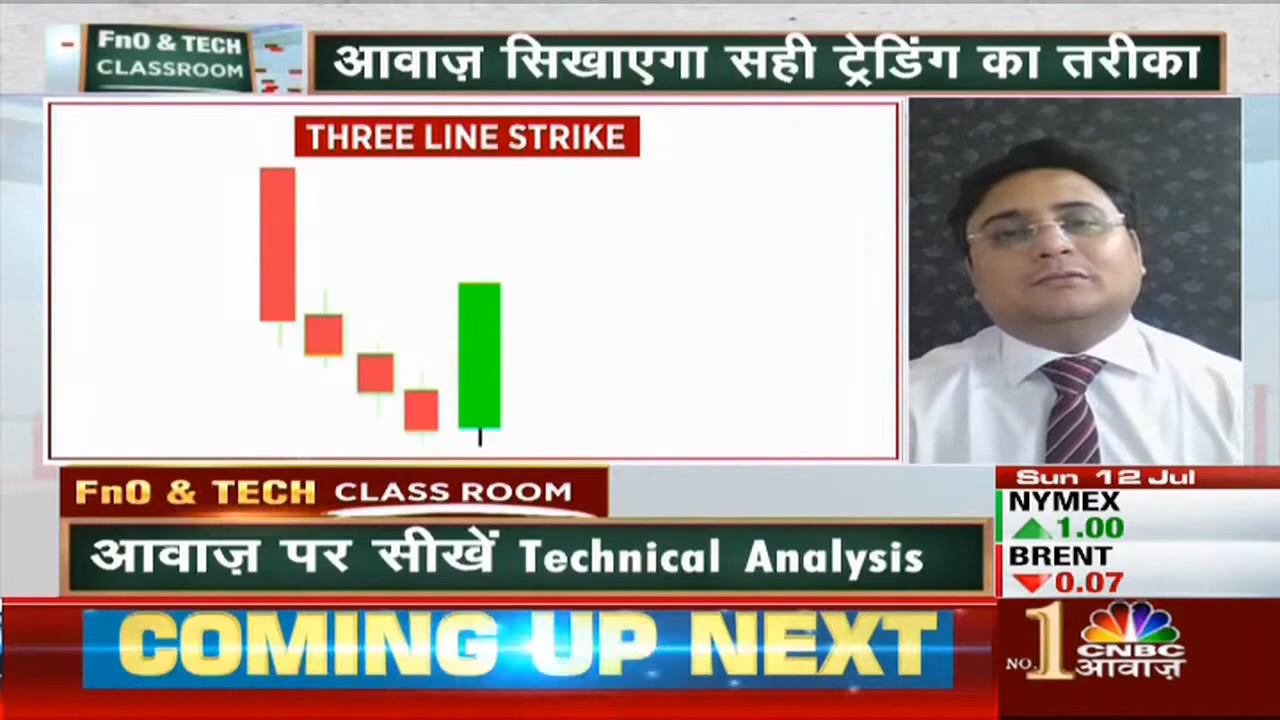 FnO & TECH
CLASSROOM
आवाज़ सिखाएगा सही ट्रेडिंग का तरीका
THREE LINE STRIKE
FnO & TECH CLASS ROOM
आवाज़ पर सीखें Technical Analysis
Sun 12 Jul
NYMEX
1.00
BRENT
0.07
COMING UP NEXT
NO. 1
CNBC
आवाज़